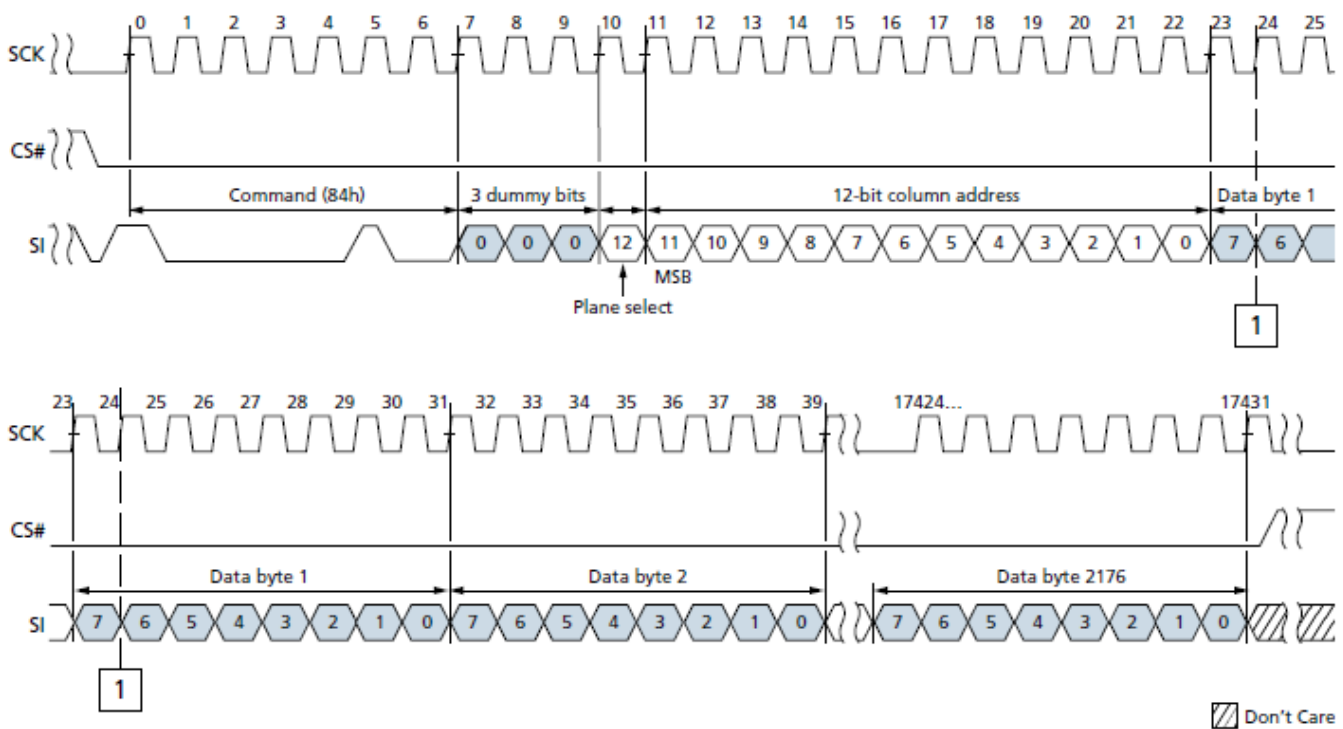 0 1 2 3 4 5 6 7 8 9 10 11 12 13 14 15 16 17 18 19 20 21 22 23 24 25
SCK
CS#
Command (84h) 3 dummy bits 12-bit column address Data byte 1
SI 0 0 0 12 11 10 9 8 7 6 5 4 3 2 1 0 7 6
MSB
Plane select
1
23 24 25 26 27 28 29 30 31 32 33 34 35 36 37 38 39 17424... 17431
SCK
CS#
Data byte 1 Data byte 2 Data byte 2176
SI 7 6 5 4 3 2 1 0 7 6 5 4 3 2 1 0 7 6 5 4 3 2 1 0
1
Don't Care